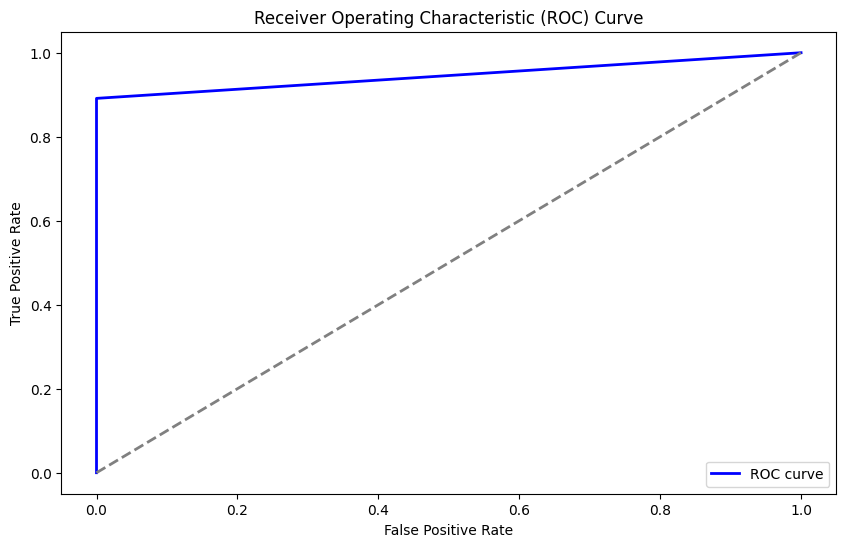 Receiver Operating Characteristic (ROC) Curve
1.0
0.8
0.6
0.4
0.2
0.0
True Positive Rate
ROC curve
0.0 0.2 0.4 0.6 0.8 1.0
False Positive Rate